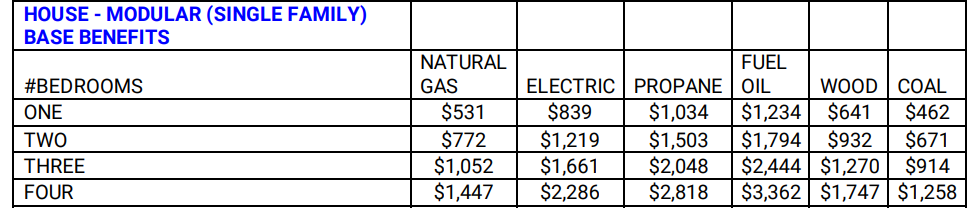 HOUSE - MODULAR (SINGLE FAMILY)
BASE BENEFITS
#BEDROOMS NATURAL GAS ELECTRIC PROPANE FUEL OIL WOOD COAL
ONE $531 $839 $1,034 $1,234 $641 $462
TWO $772 $1,219 $1,503 $1,794 $932 $671
THREE $1,052 $1,661 $2,048 $2,444 $1,270 $914
FOUR $1,447 $2,286 $2,818 $3,362 $1,747 $1,258